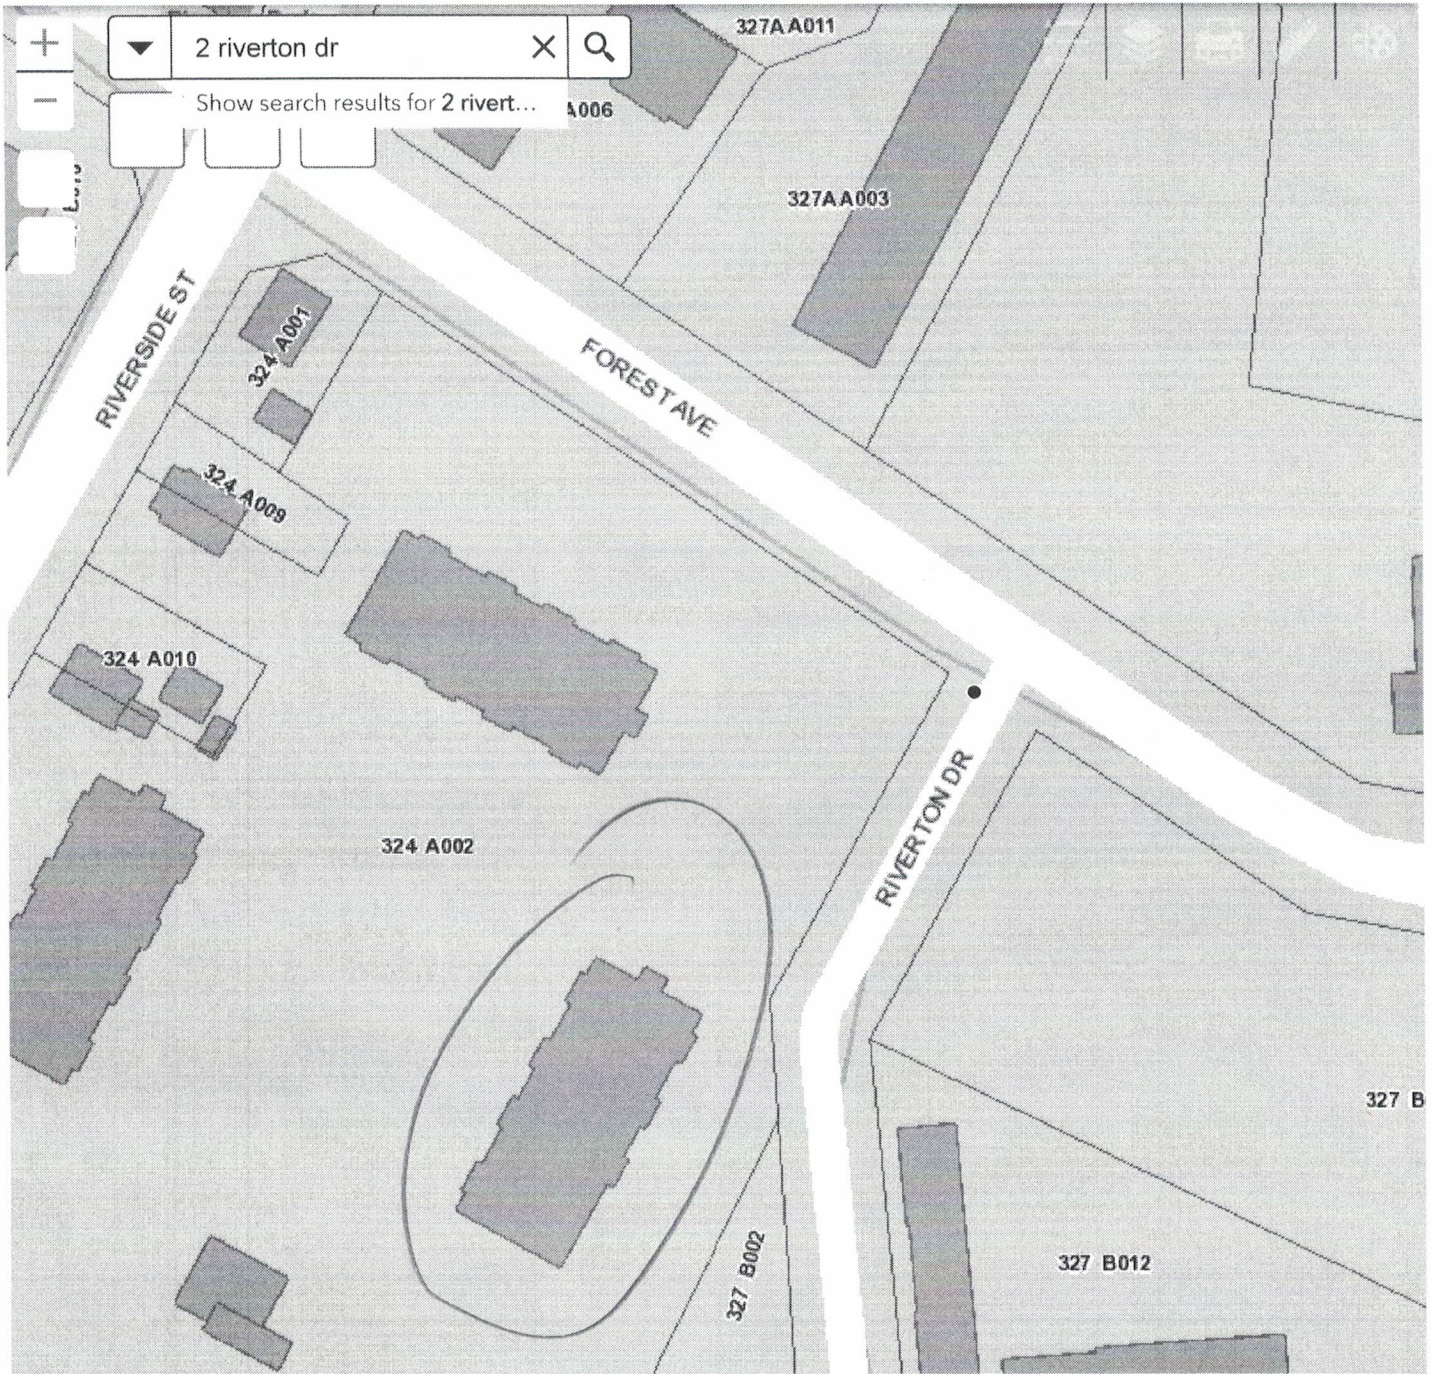 2 riverton dr
Show search results for 2 rivert...
327A A011
A006
327A A003
RIVERSIDE ST
324 A001
FOREST AVE
324 A009
324 A010
324 A002
RIVERTON DR
327 B
327 B002
327 B012